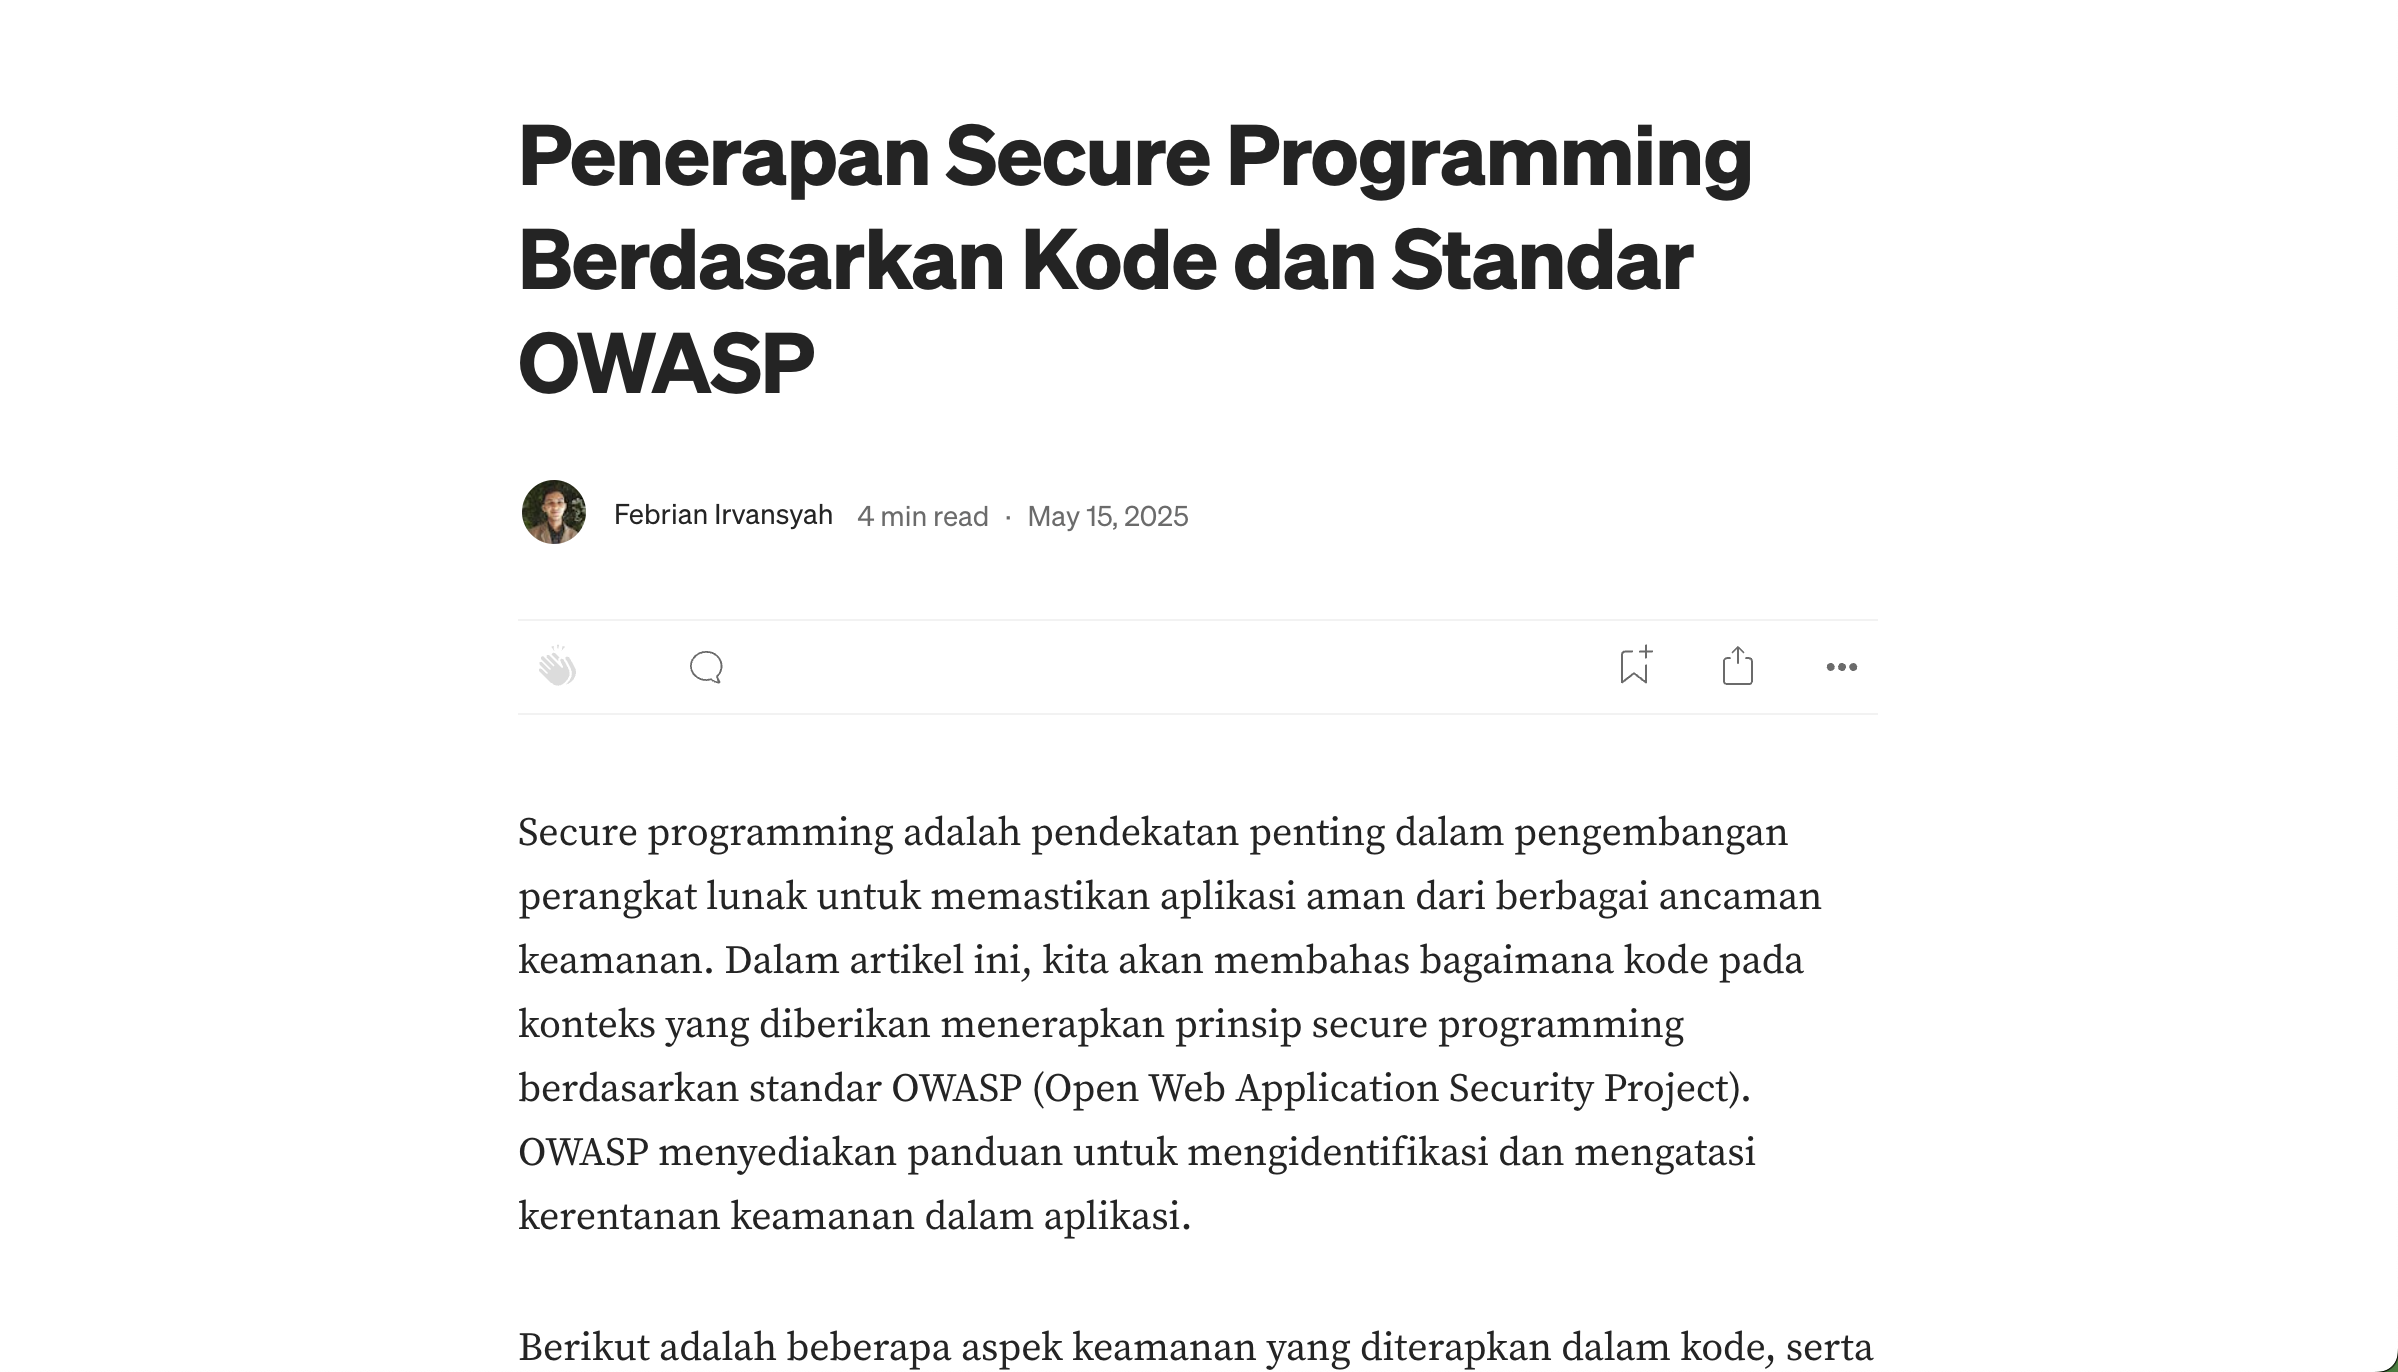 Penerapan Secure Programming
Berdasarkan Kode dan Standar
OWASP
Febrian Irvansyah 4 min read · May 15, 2025
Secure programming adalah pendekatan penting dalam pengembangan
perangkat lunak untuk memastikan aplikasi aman dari berbagai ancaman
keamanan. Dalam artikel ini, kita akan membahas bagaimana kode pada
konteks yang diberikan menerapkan prinsip secure programming
berdasarkan standar OWASP (Open Web Application Security Project).
OWASP menyediakan panduan untuk mengidentifikasi dan mengatasi
kerentanan keamanan dalam aplikasi.
Berikut adalah beberapa aspek keamanan yang diterapkan dalam kode, serta